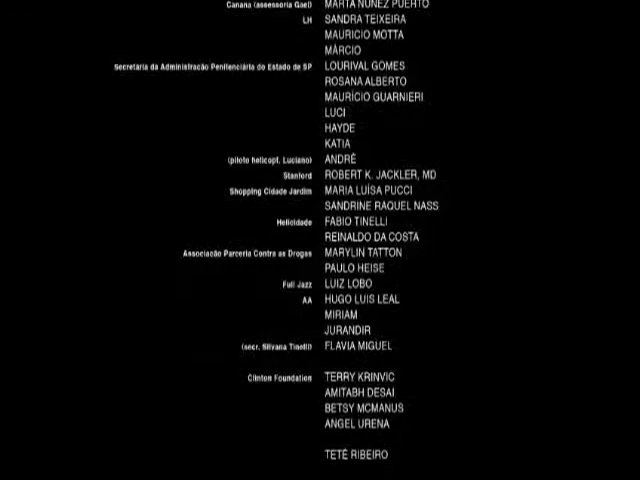 Canana (assessoria Gael) MARTA NUNEZ PUERTO
LH SANDRA TEIXEIRA
MAURICIO MOTTA
MÁRCIO
Secretaria da Administracão Penitenciária do Estado de SP LOURIVAL GOMES
ROSANA ALBERTO
MAURÍCIO GUARNIERI
LUCI
HAYDE
KATIA
(piloto helicopt. Luciano) ANDRÉ
Stanford ROBERT K. JACKLER, MD
Shopping Cidade Jardim MARIA LUÍSA PUCCI
SANDRINE RAQUEL NASS
Helicidade FABIO TINELLI
REINALDO DA COSTA
Associacão Parceria Contra as Drogas MARYLIN TATTON
PAULO HEISE
Full Jazz LUIZ LOBO
AA HUGO LUIS LEAL
MIRIAM
JURANDIR
(secr. Silvana Tinelli) FLAVIA MIGUEL
Clinton Foundation TERRY KRINVIC
AMITABH DESAI
BETSY MCMANUS
ANGEL URENA
TETÉ RIBEIRO